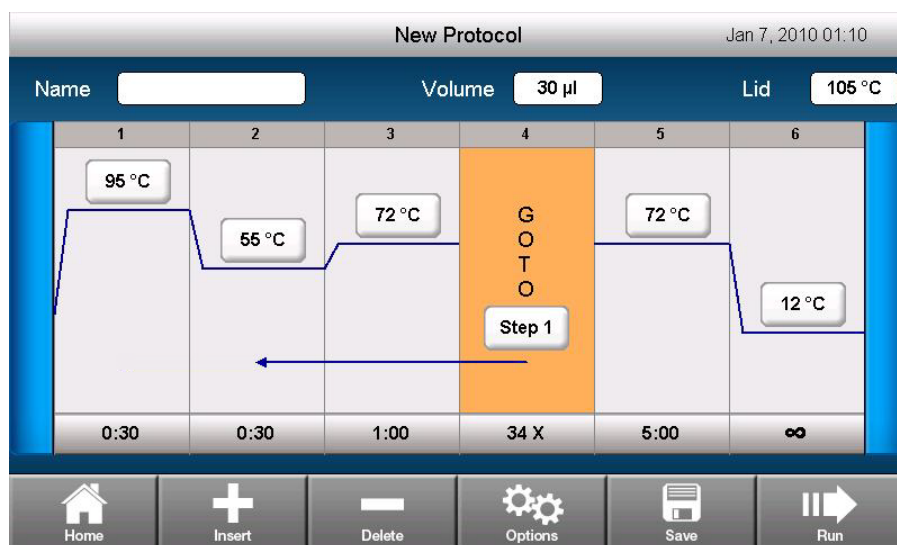 New Protocol Jan 7, 2010 01:10
Name Volume 30 µl Lid 105 °C
1 2 3 4 5 6
95 °C
55 °C
72 °C
GOTO
Step 1
72 °C
12 °C
0:30 0:30 1:00 34 X 5:00 ∞
Home Insert Delete Options Save Run